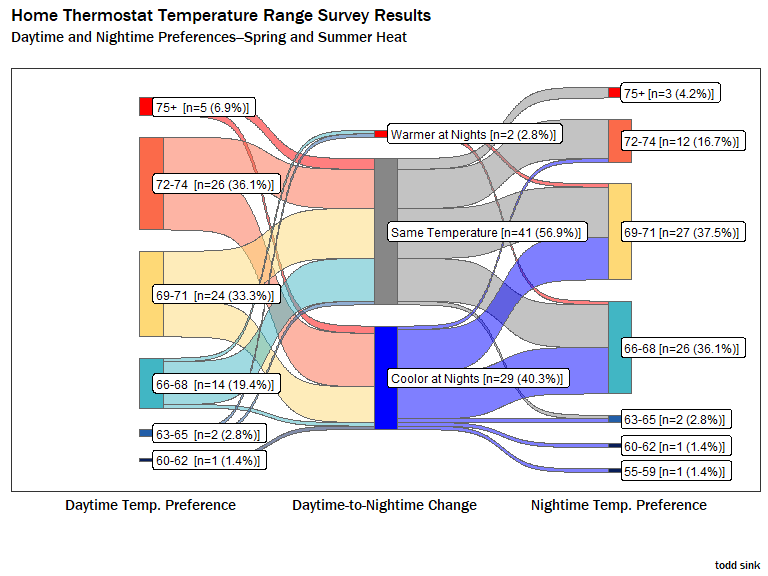 Home Thermostat Temperature Range Survey Results
Daytime and Nightime Preferences–Spring and Summer Heat
75+ [n=5 (6.9%)]
72-74 [n=26 (36.1%)]
69-71 [n=24 (33.3%)]
66-68 [n=14 (19.4%)]
63-65 [n=2 (2.8%)]
60-62 [n=1 (1.4%)]
Warmer at Nights [n=2 (2.8%)]
Same Temperature [n=41 (56.9%)]
Coolor at Nights [n=29 (40.3%)]
75+ [n=3 (4.2%)]
72-74 [n=12 (16.7%)]
69-71 [n=27 (37.5%)]
66-68 [n=26 (36.1%)]
63-65 [n=2 (2.8%)]
60-62 [n=1 (1.4%)]
55-59 [n=1 (1.4%)]
Daytime Temp. Preference
Daytime-to-Nightime Change
Nightime Temp. Preference
todd sink